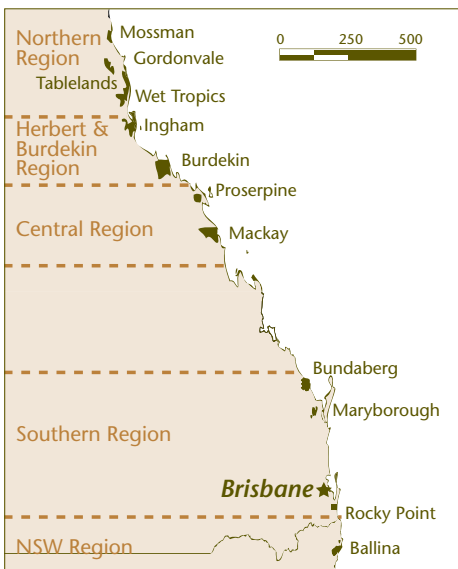 Mossman
Northern
Region
Gordonvale
0 250 500
Tablelands
Wet Tropics
Herbert &
Burdekin
Region
Ingham
Burdekin
Proserpine
Central Region
Mackay
Bundaberg
Maryborough
Southern Region
Brisbane
Rocky Point
NSW Region
Ballina